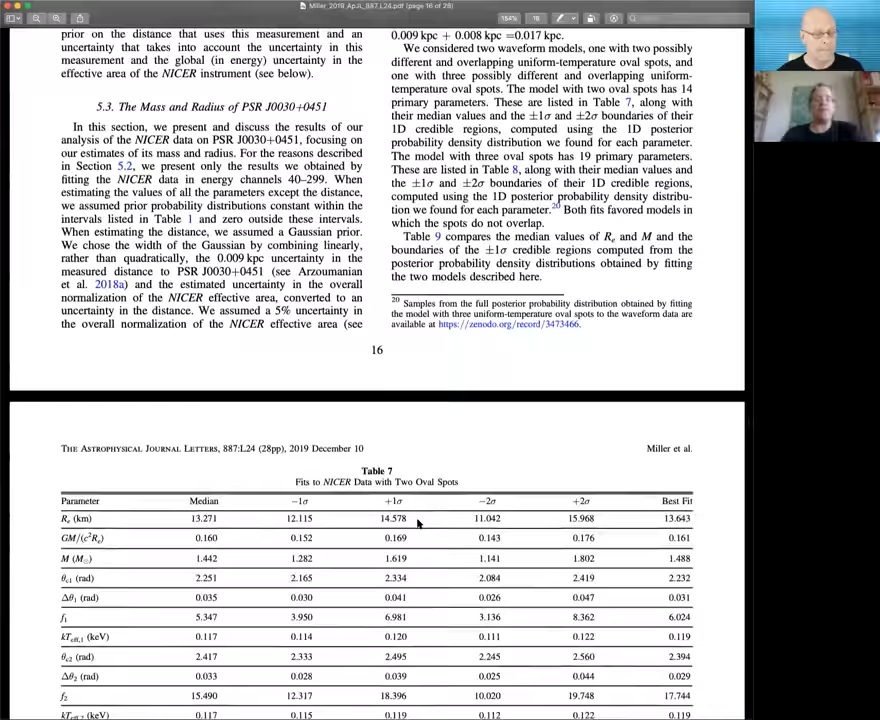 Miller_2019_ApJL_887_L24.pdf (page 16 of 28)
154%
16
Search
prior on the distance that uses this measurement and an
uncertainty that takes into account the uncertainty in this
measurement and the global (in energy) uncertainty in the
effective area of the NICER instrument (see below).
5.3. The Mass and Radius of PSR J0030+0451
In this section, we present and discuss the results of our
analysis of the NICER data on PSR J0030+0451, focusing on
our estimates of its mass and radius. For the reasons described
in Section 5.2, we present only the results we obtained by
fitting the NICER data in energy channels 40–299. When
estimating the values of all the parameters except the distance,
we assumed prior probability distributions constant within the
intervals listed in Table 1 and zero outside these intervals.
When estimating the distance, we assumed a Gaussian prior.
We chose the width of the Gaussian by combining linearly,
rather than quadratically, the 0.009 kpc uncertainty in the
measured distance to PSR J0030+0451 (see Arzoumanian
et al. 2018a) and the estimated uncertainty in the overall
normalization of the NICER effective area, converted to an
uncertainty in the distance. We assumed a 5% uncertainty in
the overall normalization of the NICER effective area (see
0.009 kpc + 0.008 kpc =0.017 kpc.
We considered two waveform models, one with two possibly
different and overlapping uniform-temperature oval spots, and
one with three possibly different and overlapping uniform-
temperature oval spots. The model with two oval spots has 14
primary parameters. These are listed in Table 7, along with
their median values and the ±1σ and ±2σ boundaries of their
1D credible regions, computed using the 1D posterior
probability density distribution we found for each parameter.
The model with three oval spots has 19 primary parameters.
These are listed in Table 8, along with their median values and
the ±1σ and ±2σ boundaries of their 1D credible regions,
computed using the 1D posterior probability density distribu-
tion we found for each parameter.20 Both fits favored models in
which the spots do not overlap.
Table 9 compares the median values of Re and M and the
boundaries of the ±1σ credible regions computed from the
posterior probability density distributions obtained by fitting
the two models described here.
20 Samples from the full posterior probability distribution obtained by fitting
the model with three uniform-temperature oval spots to the waveform data are
available at https://zenodo.org/record/3473466.
16
THE ASTROPHYSICAL JOURNAL LETTERS, 887:L24 (28pp), 2019 December 10 Miller et al.
Table 7
Fits to NICER Data with Two Oval Spots
Parameter Median −1σ +1σ −2σ +2σ Best Fit
Re (km) 13.271 12.115 14.578 11.042 15.968 13.643
GM/(c²Re) 0.160 0.152 0.169 0.143 0.176 0.161
M (M☉) 1.442 1.282 1.619 1.141 1.802 1.488
θc1 (rad) 2.251 2.165 2.334 2.084 2.419 2.232
Δθ1 (rad) 0.035 0.030 0.041 0.026 0.047 0.031
f1 5.347 3.950 6.981 3.136 8.362 6.024
kTeff,1 (keV) 0.117 0.114 0.120 0.111 0.122 0.119
θc2 (rad) 2.417 2.333 2.495 2.245 2.560 2.394
Δθ2 (rad) 0.033 0.028 0.039 0.025 0.044 0.029
f2 15.490 12.317 18.396 10.020 19.748 17.744
kTeff,2 (keV) 0.117 0.115 0.119 0.112 0.122 0.119